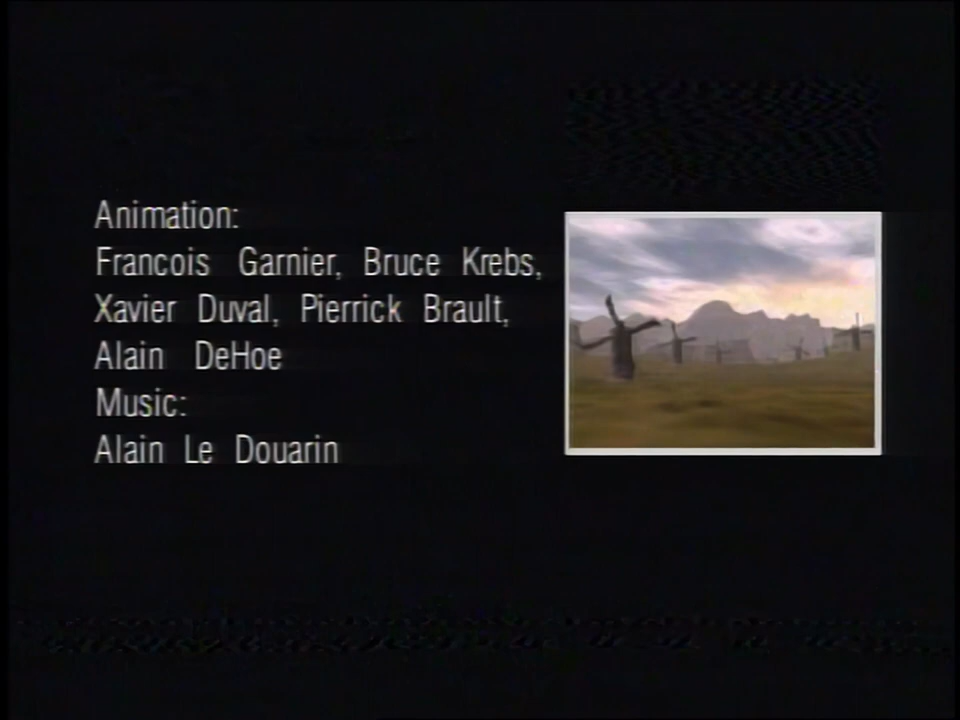 Animation:
Francois Garnier, Bruce Krebs,
Xavier Duval, Pierrick Brault,
Alain DeHoe
Music:
Alain Le Douarin